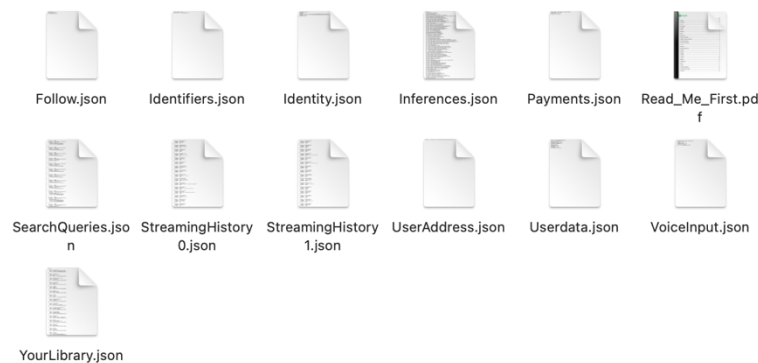 Follow.json
Identifiers.json
Identity.json
Inferences.json
Payments.json
Read_Me_First.pd
f
SearchQueries.jso
n
StreamingHistory
0.json
StreamingHistory
1.json
UserAddress.json
Userdata.json
VoiceInput.json
YourLibrary.json